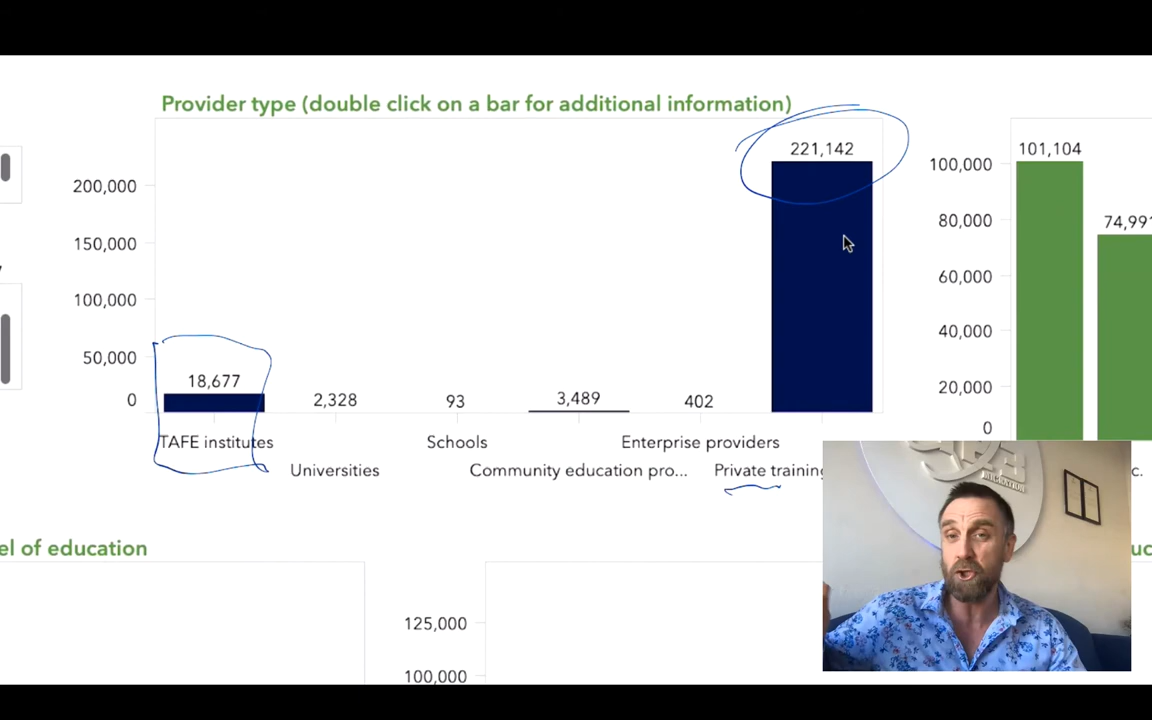 Provider type (double click on a bar for additional information)
221,142
101,104
200,000
100,000
150,000
80,000
74,991
100,000
60,000
50,000
18,677
40,000
0
2,328
93
3,489
402
20,000
0
TAFE institutes
Schools
Enterprise providers
Universities
Community education pro...
Private training
c.
MIGRATION
el of education
uc
125,000
100,000